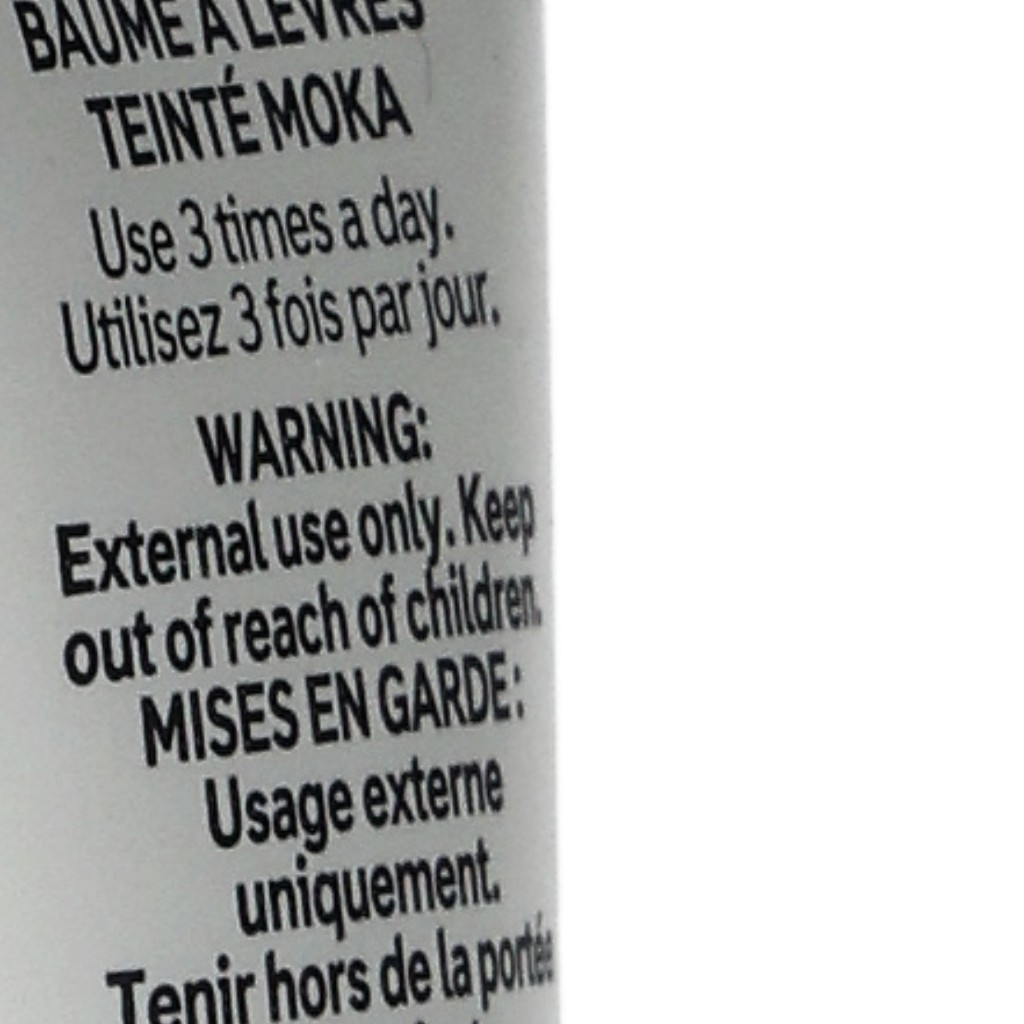 BAUME À LÈVRES
TEINTÉ MOKA
Use 3 times a day.
Utilisez 3 fois par jour.
WARNING:
External use only. Keep
out of reach of children.
MISES EN GARDE:
Usage externe
uniquement.
Tenir hors de la portée